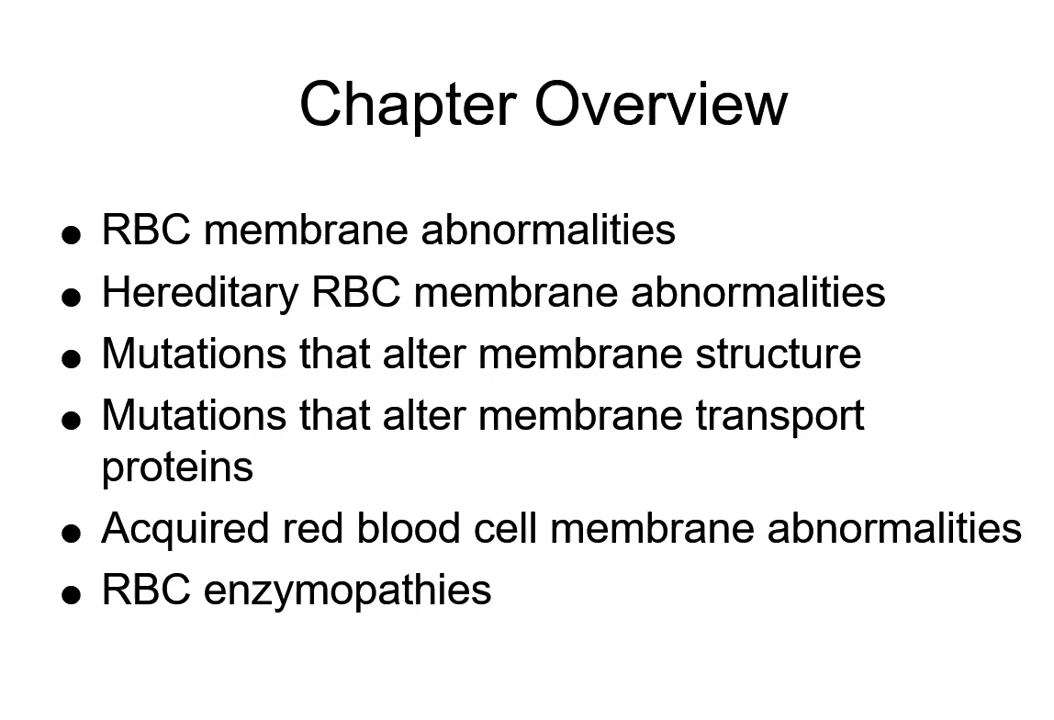 Chapter Overview
● RBC membrane abnormalities
● Hereditary RBC membrane abnormalities
● Mutations that alter membrane structure
● Mutations that alter membrane transport
proteins
● Acquired red blood cell membrane abnormalities
● RBC enzymopathies